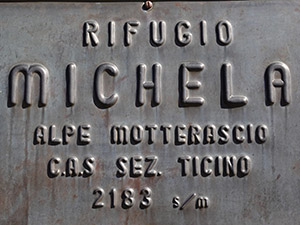 RIFUGIO
MICHELA
ALPE MOTTERASCIO
C.A.S SEZ. TICINO
2183 s/m